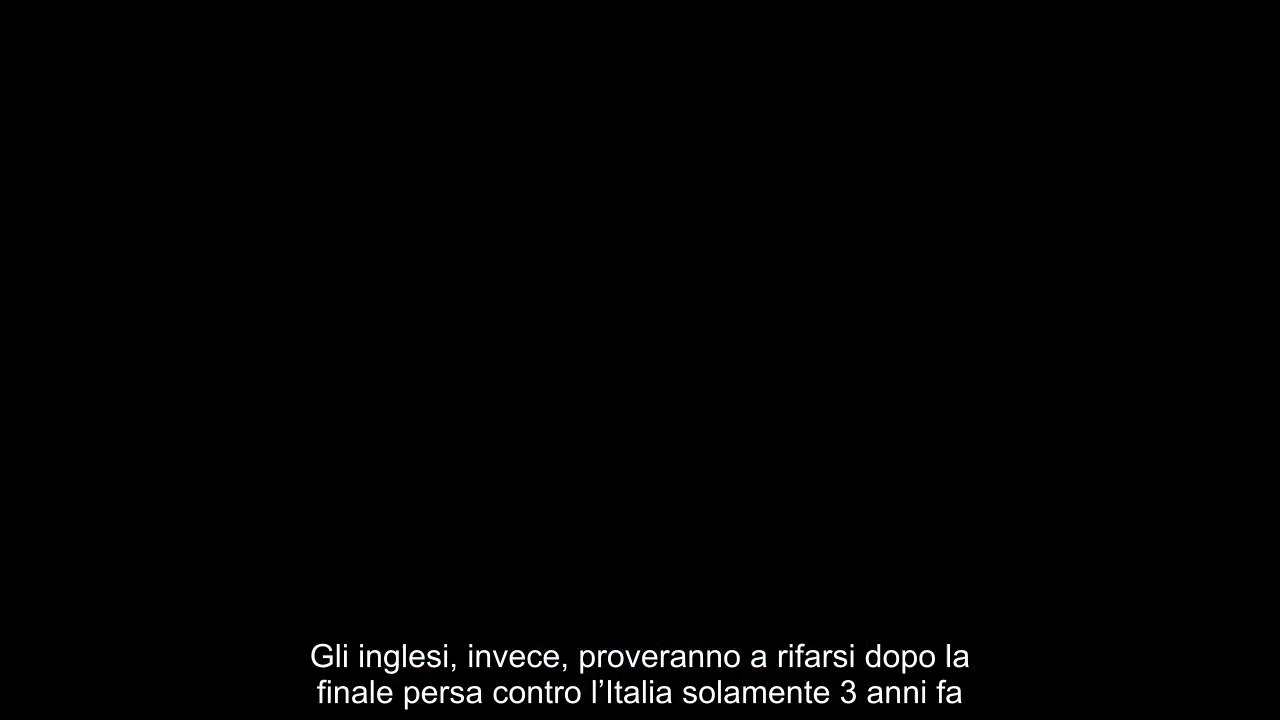 Gli inglesi, invece, proveranno a rifarsi dopo la
finale persa contro l’Italia solamente 3 anni fa